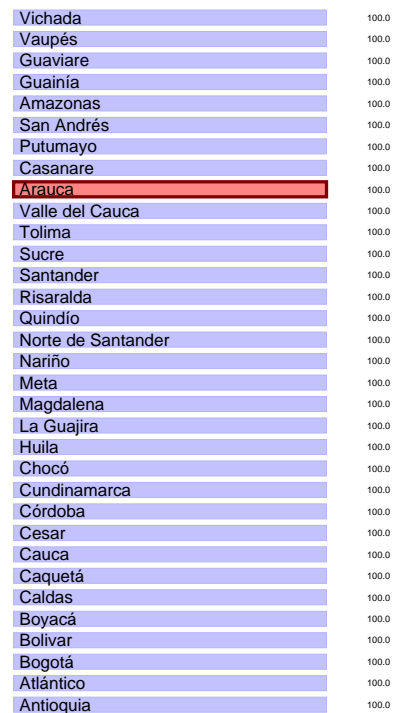 Vichada 100.0
Vaupés 100.0
Guaviare 100.0
Guainía 100.0
Amazonas 100.0
San Andrés 100.0
Putumayo 100.0
Casanare 100.0
Arauca 100.0
Valle del Cauca 100.0
Tolima 100.0
Sucre 100.0
Santander 100.0
Risaralda 100.0
Quindío 100.0
Norte de Santander 100.0
Nariño 100.0
Meta 100.0
Magdalena 100.0
La Guajira 100.0
Huila 100.0
Chocó 100.0
Cundinamarca 100.0
Córdoba 100.0
Cesar 100.0
Cauca 100.0
Caquetá 100.0
Caldas 100.0
Boyacá 100.0
Bolivar 100.0
Bogotá 100.0
Atlántico 100.0
Antioquia 100.0